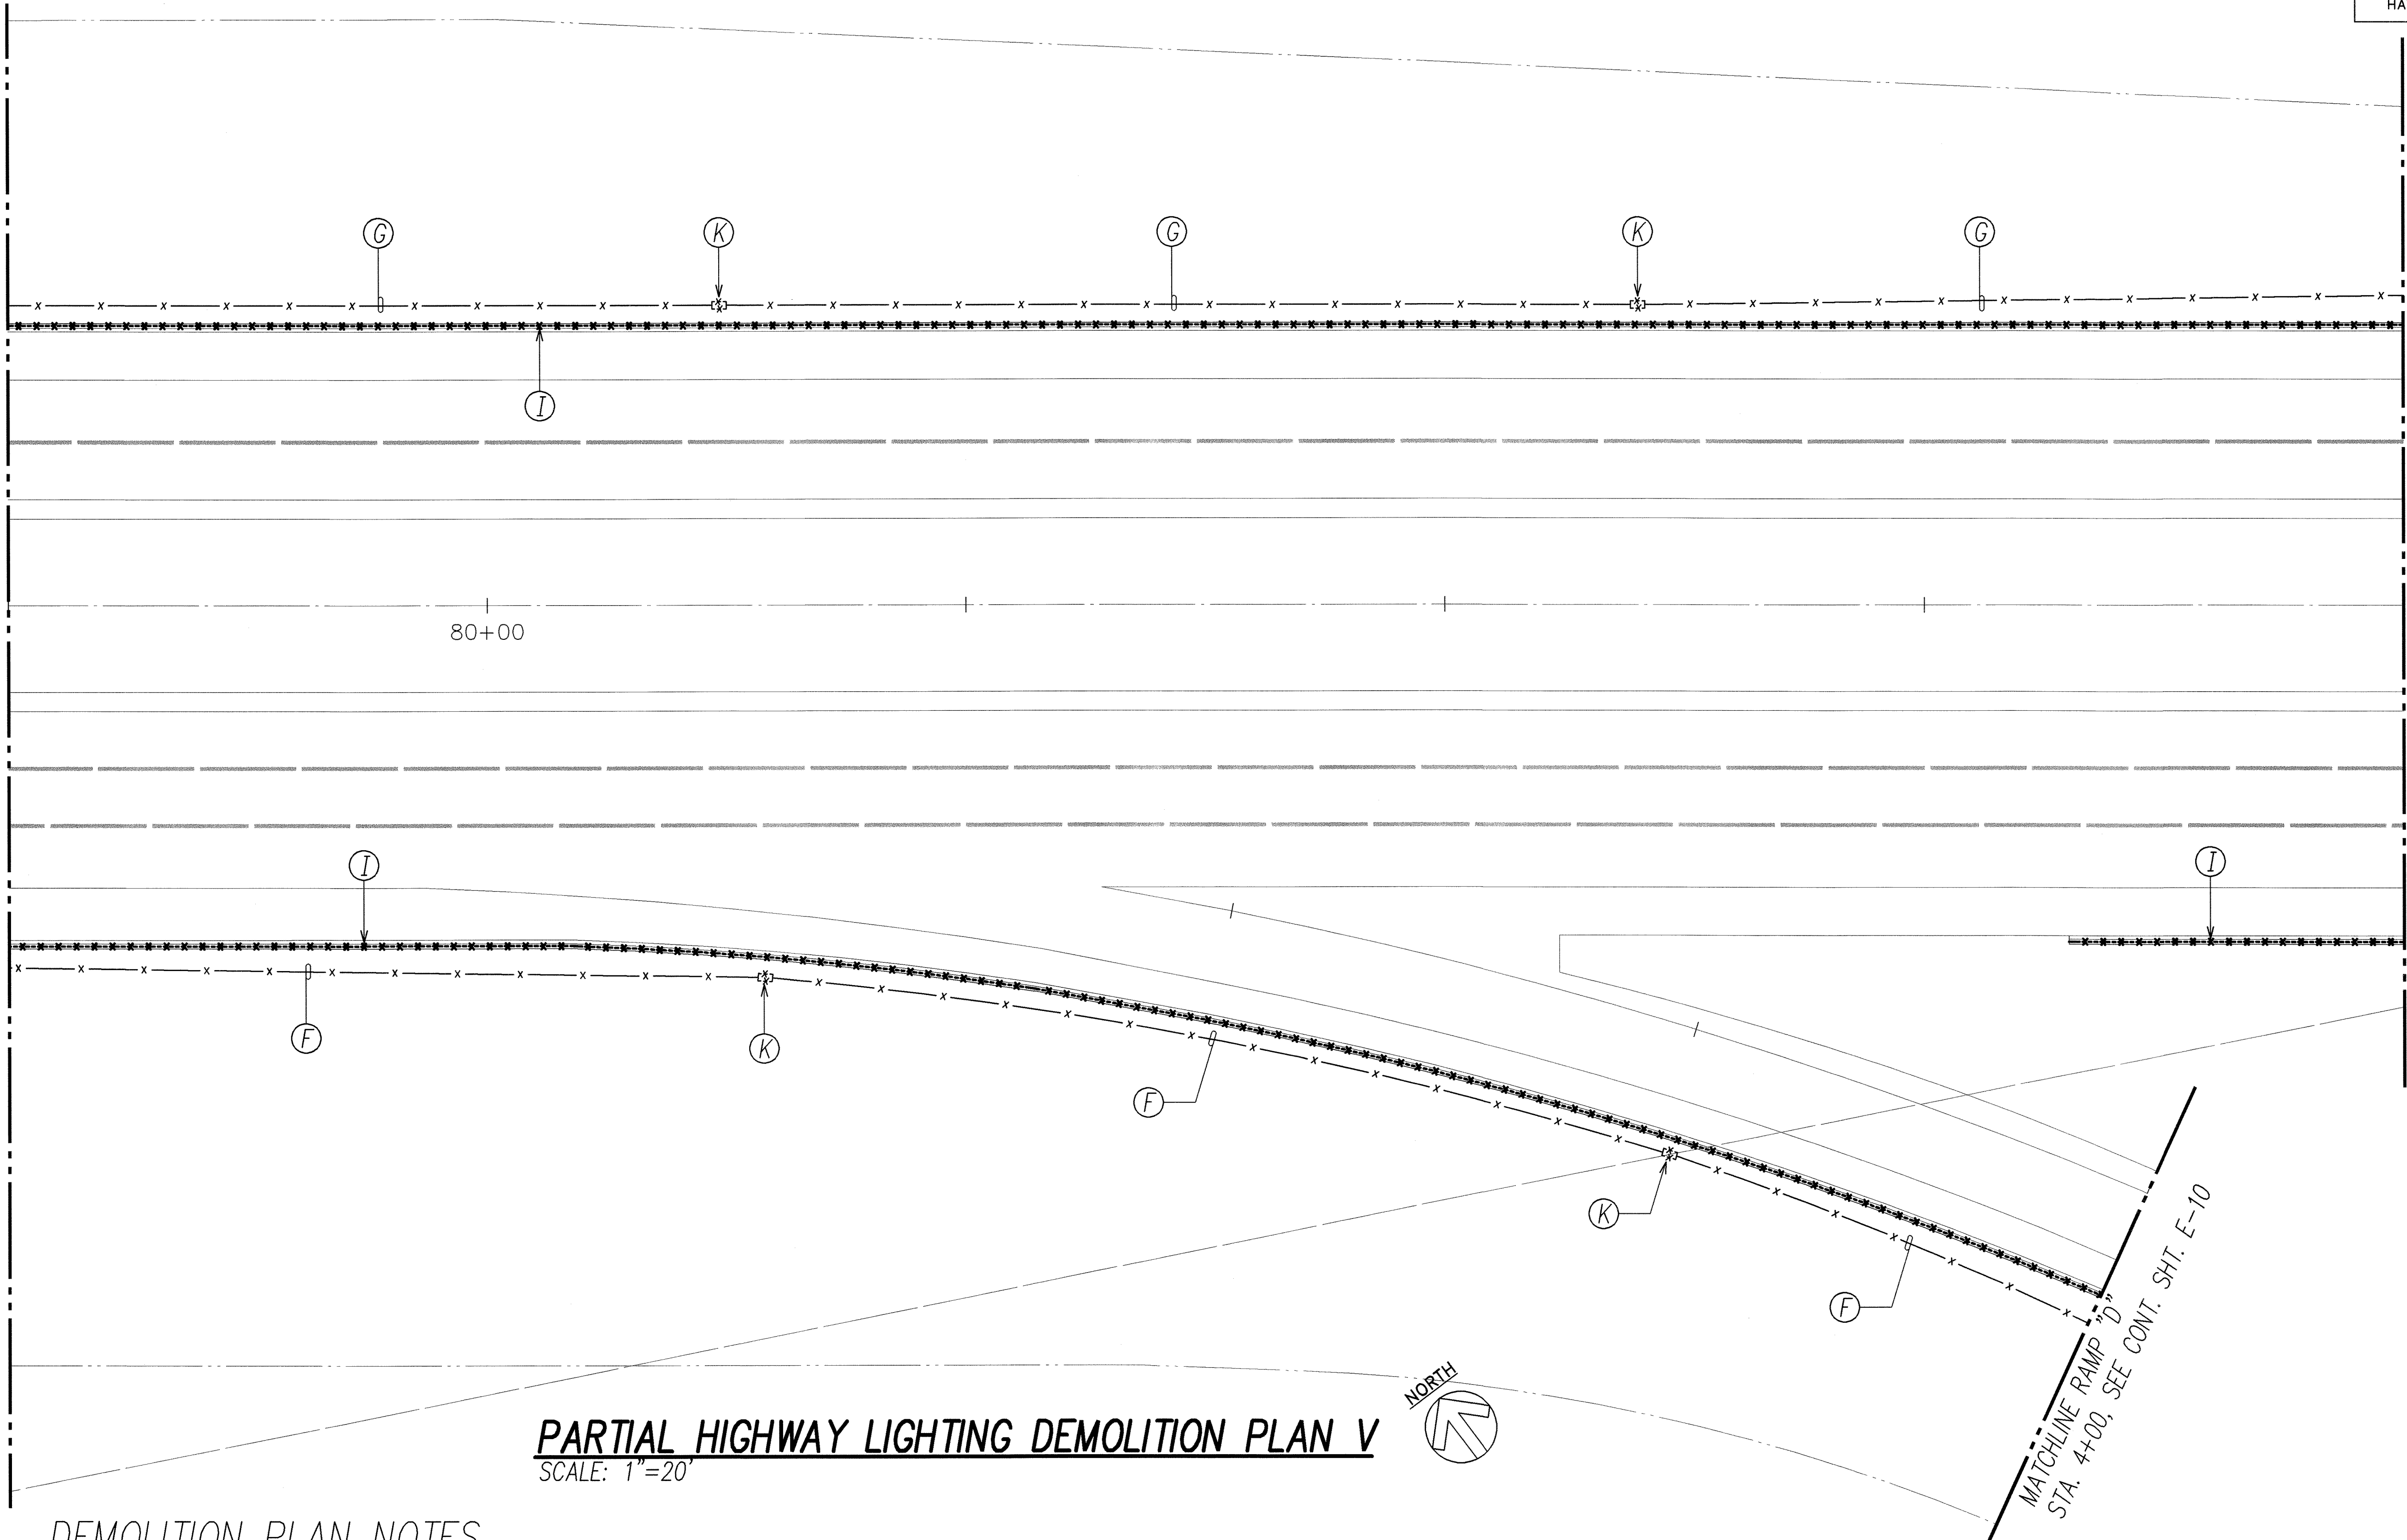 HA
G K G K G
I
80+00
I I
F K F K F
MATCHLINE RAMP "D"
STA. 4+00, SEE CONT. SHT. E-10
NORTH
PARTIAL HIGHWAY LIGHTING DEMOLITION PLAN V
SCALE: 1"=20'
DEMOLITION PLAN NOTES